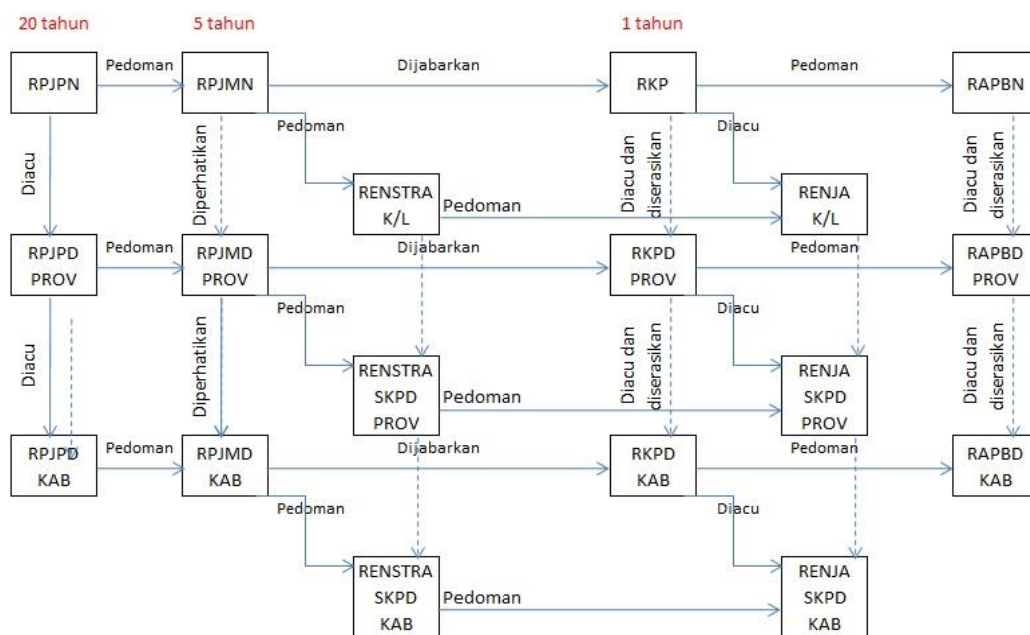 20 tahun
5 tahun
1 tahun
RPJPN
Pedoman
RPJMN
Dijabarkan
RKP
Pedoman
RAPBN
Pedoman
Diacu
Diacu
Diperhatikan
Diacu dan
diserasikan
Diacu dan
diserasikan
RENSTRA
K/L
Pedoman
RENJA
K/L
RPJPD
PROV
Pedoman
RPJMD
PROV
Dijabarkan
RKPD
PROV
Pedoman
RAPBD
PROV
Pedoman
Diacu
Diacu
Diperhatikan
Diacu dan
diserasikan
Diacu dan
diserasikan
RENSTRA
SKPD
PROV
Pedoman
RENJA
SKPD
PROV
RPJPD
KAB
Pedoman
RPJMD
KAB
Dijabarkan
RKPD
KAB
Pedoman
RAPBD
KAB
Pedoman
Diacu
RENSTRA
SKPD
KAB
Pedoman
RENJA
SKPD
KAB